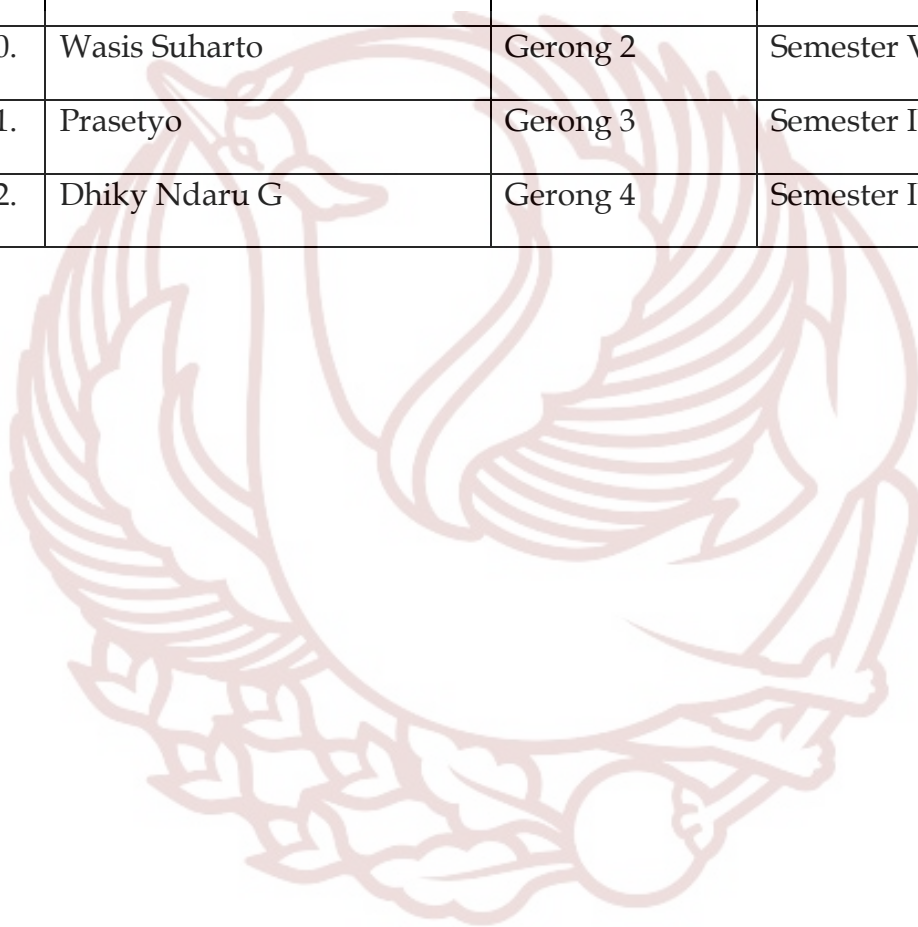 0. Wasis Suharto Gerong 2 Semester V
1. Prasetyo Gerong 3 Semester I
2. Dhiky Ndaru G Gerong 4 Semester I